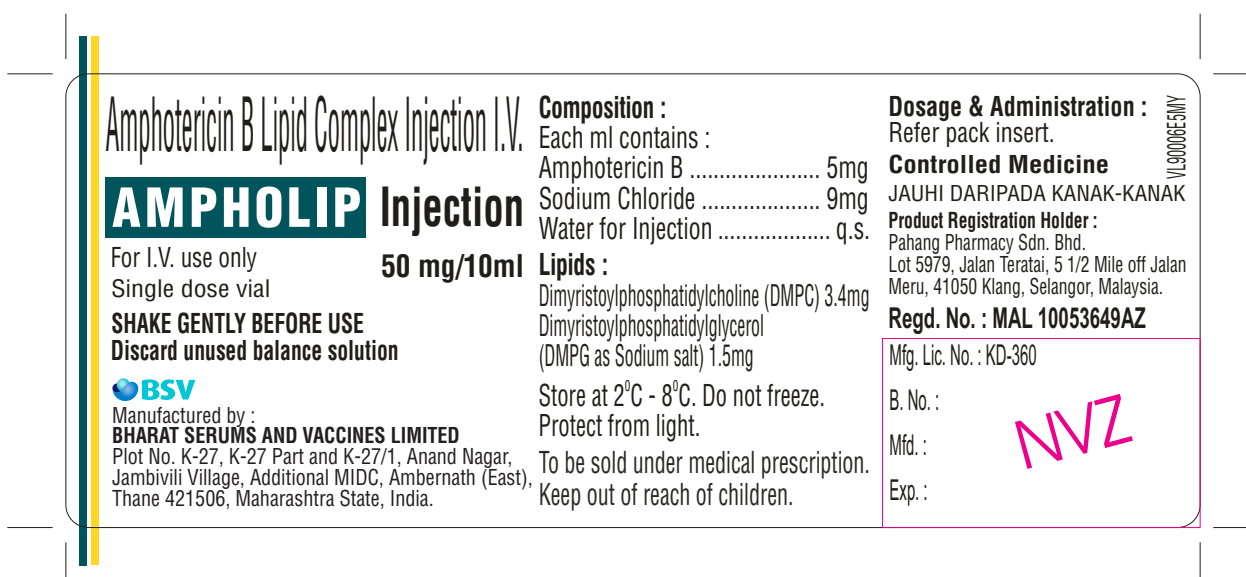 Amphotericin B Lipid Complex Injection I.V.
AMPHOLIP Injection
50 mg/10ml
For I.V. use only
Single dose vial
SHAKE GENTLY BEFORE USE
Discard unused balance solution
BSV
Manufactured by :
BHARAT SERUMS AND VACCINES LIMITED
Plot No. K-27, K-27 Part and K-27/1, Anand Nagar,
Jambivili Village, Additional MIDC, Ambernath (East),
Thane 421506, Maharashtra State, India.
Composition :
Each ml contains :
Amphotericin B ...................... 5mg
Sodium Chloride .................... 9mg
Water for Injection ................... q.s.
Lipids :
Dimyristoylphosphatidylcholine (DMPC) 3.4mg
Dimyristoylphosphatidylglycerol
(DMPG as Sodium salt) 1.5mg
Store at 2⁰C - 8⁰C. Do not freeze.
Protect from light.
To be sold under medical prescription.
Keep out of reach of children.
Dosage & Administration :
Refer pack insert.
Controlled Medicine
JAUHI DARIPADA KANAK-KANAK
Product Registration Holder :
Pahang Pharmacy Sdn. Bhd.
Lot 5979, Jalan Teratai, 5 1/2 Mile off Jalan
Meru, 41050 Klang, Selangor, Malaysia.
Regd. No. : MAL 10053649AZ
VL90006E5MY
Mfg. Lic. No. : KD-360
B. No. :
Mfd. :
Exp. :
NVZ